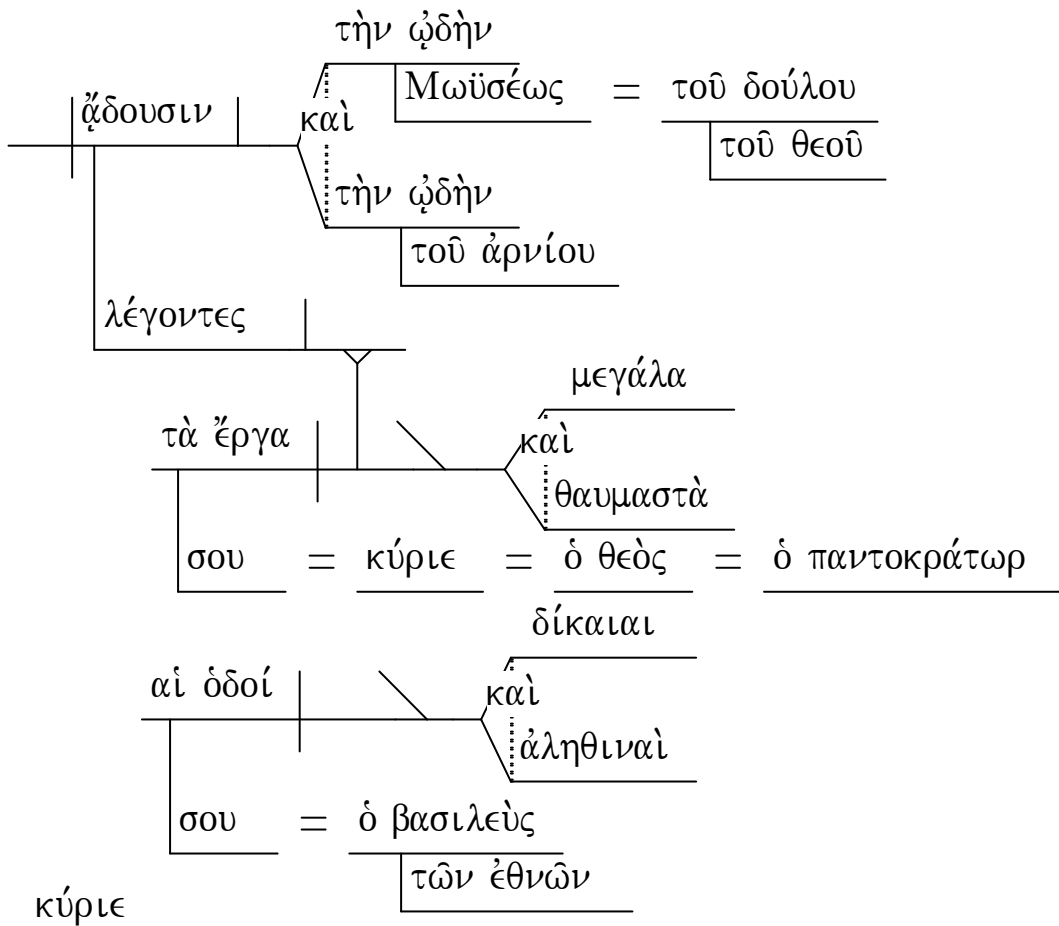 τὴν ᾠδὴν
Μωϋσέως = τοῦ δούλου
ᾄδουσιν
καὶ
τοῦ θεοῦ
τὴν ᾠδὴν
τοῦ ἀρνίου
λέγοντες
μεγάλα
τὰ ἔργα
καὶ
θαυμαστὰ
σου = κύριε = ὁ θεὸς = ὁ παντοκράτωρ
δίκαιαι
αἱ ὁδοί
καὶ
ἀληθιναὶ
σου = ὁ βασιλεὺς
τῶν ἐθνῶν
κύριε